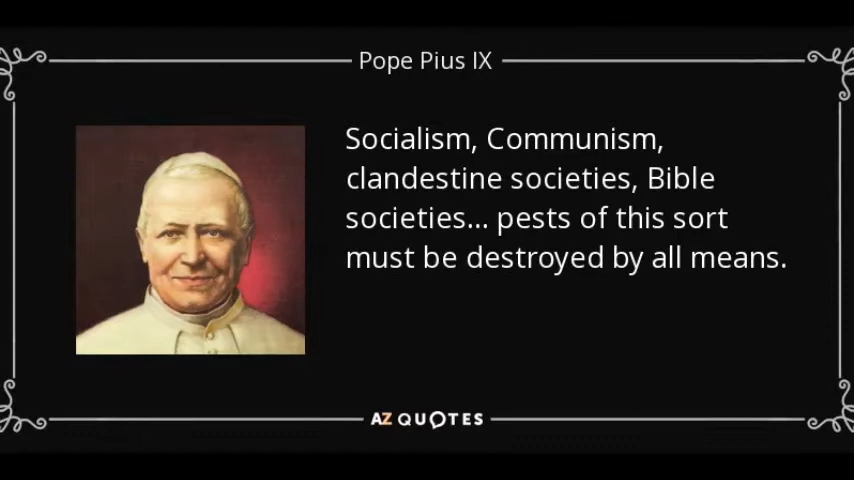 Pope Pius IX
Socialism, Communism,
clandestine societies, Bible
societies... pests of this sort
must be destroyed by all means.
AZ QUOTES